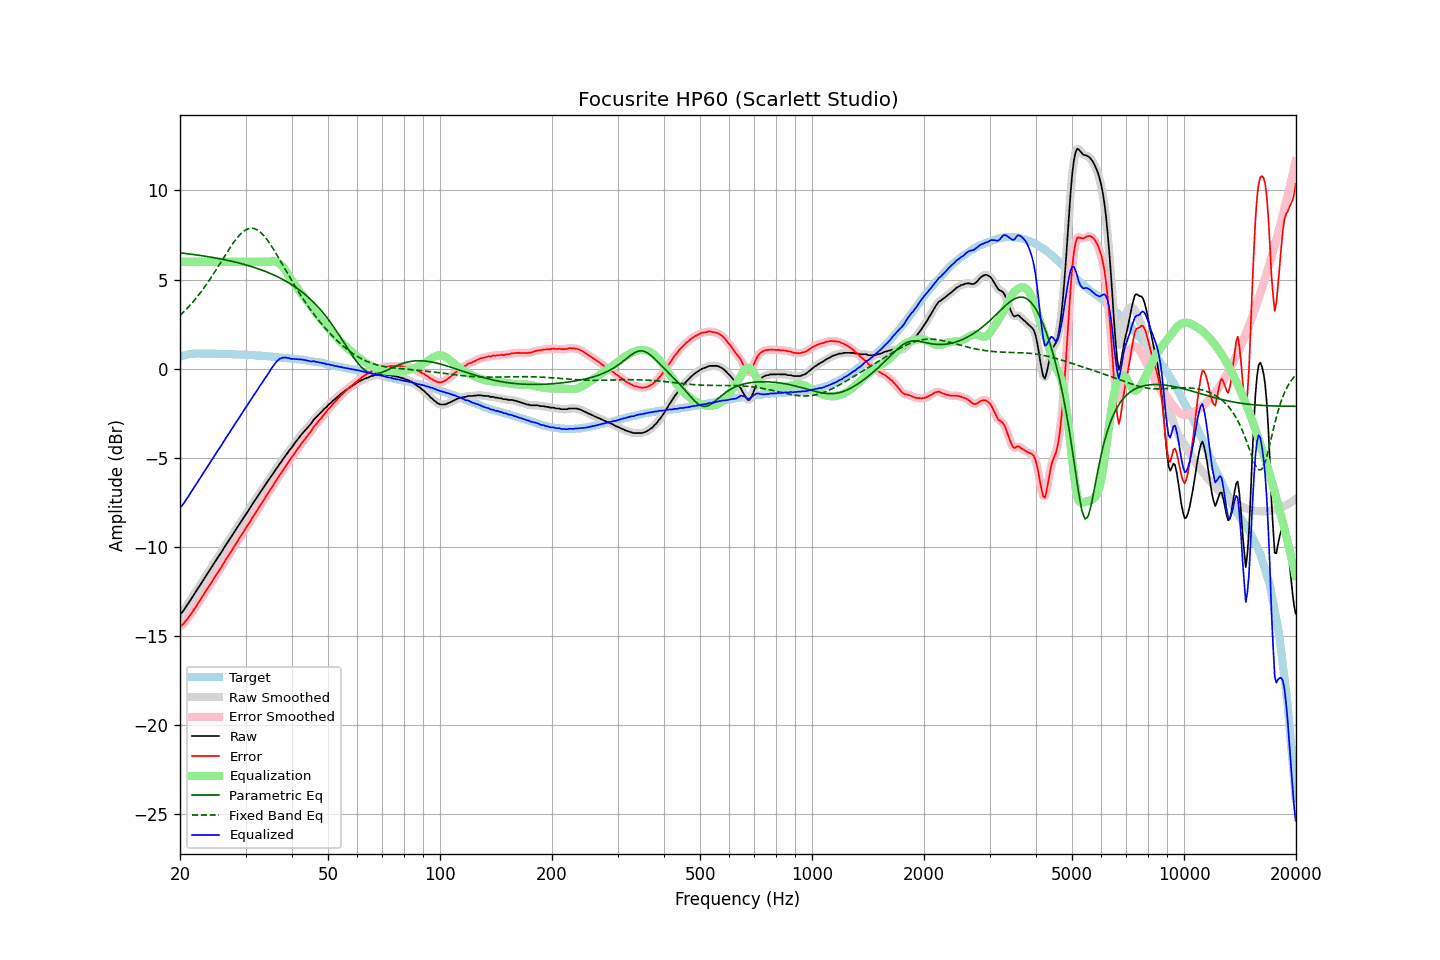 Focusrite HP60 (Scarlett Studio)
Amplitude (dBr)
10
5
0
−5
−10
−15
−20
−25
Target
Raw Smoothed
Error Smoothed
Raw
Error
Equalization
Parametric Eq
Fixed Band Eq
Equalized
20 50 100 200 500 1000 2000 5000 10000 20000
Frequency (Hz)